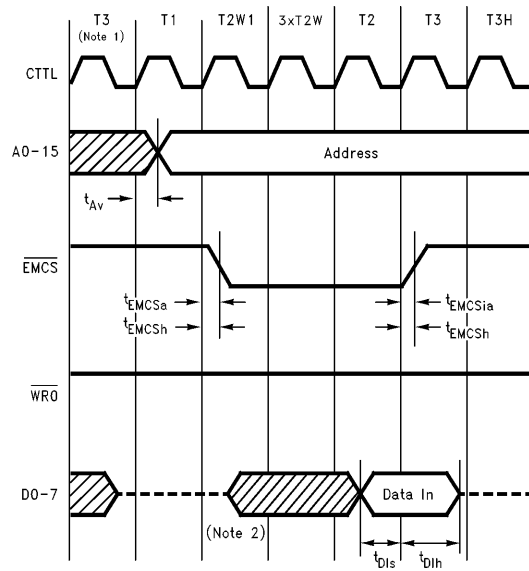 T3 T1 T2W1 3xT2W T2 T3 T3H
(Note 1)
CTTL
A0-15
Address
tAv
EMCS
tEMCSa tEMCSia
tEMCSh tEMCSh
WR0
D0-7
Data In
(Note 2)
tDIs tDIh